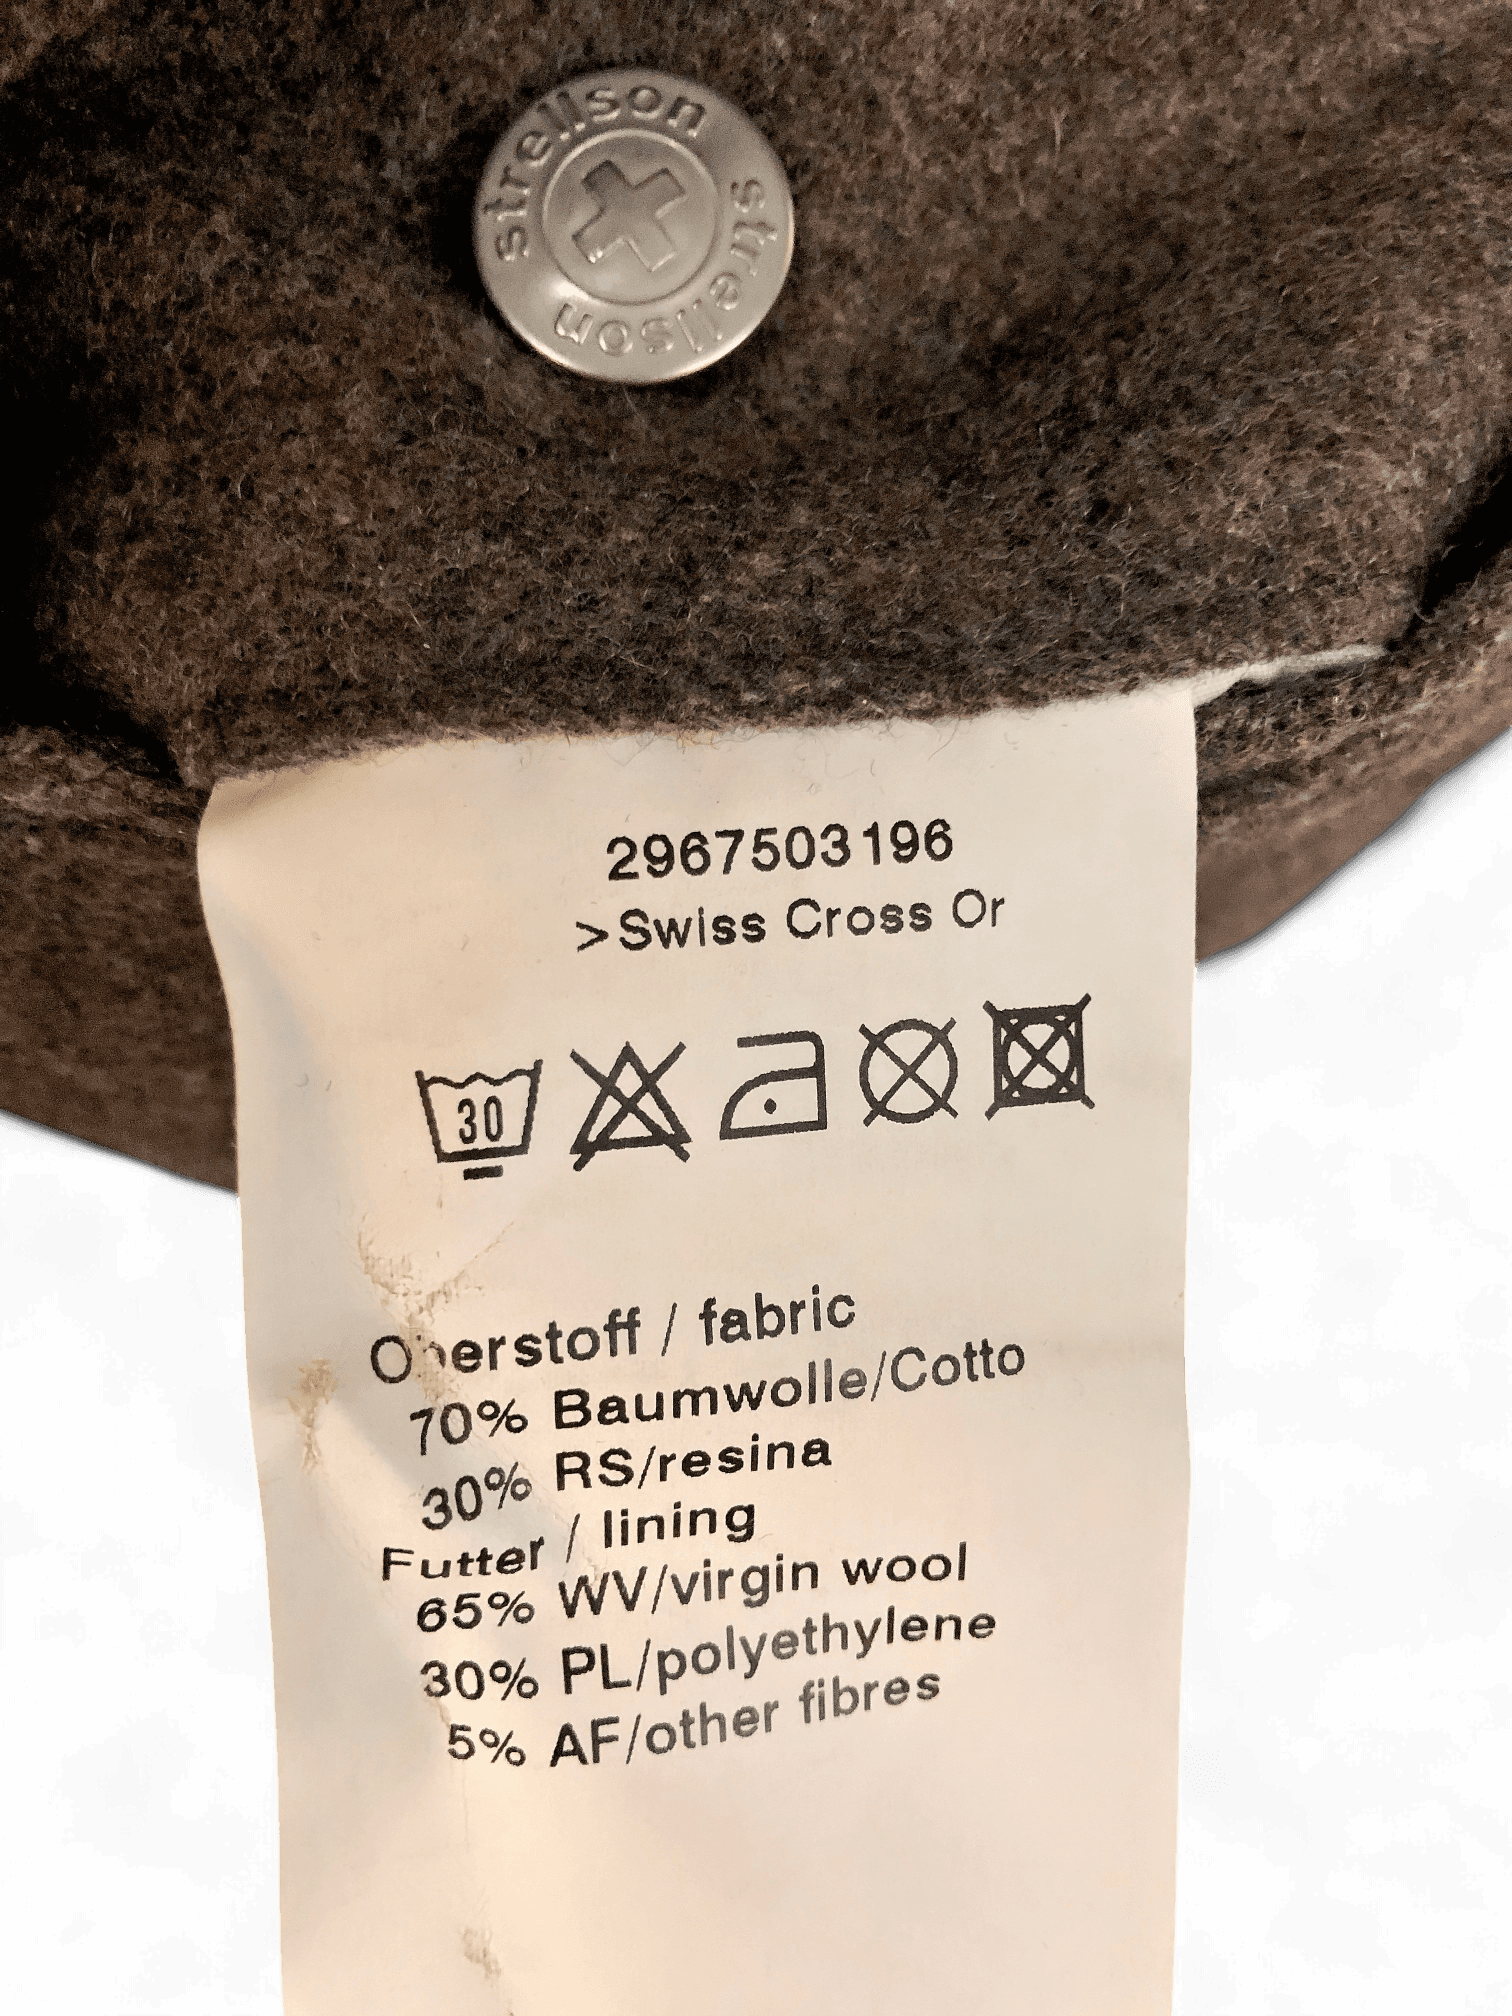 strellson
strellson
2967503196
>Swiss Cross Or
30
Oberstoff / fabric
70% Baumwolle/Cotto
30% RS/resina
Futter / lining
65% WV/virgin wool
30% PL/polyethylene
5% AF/other fibres